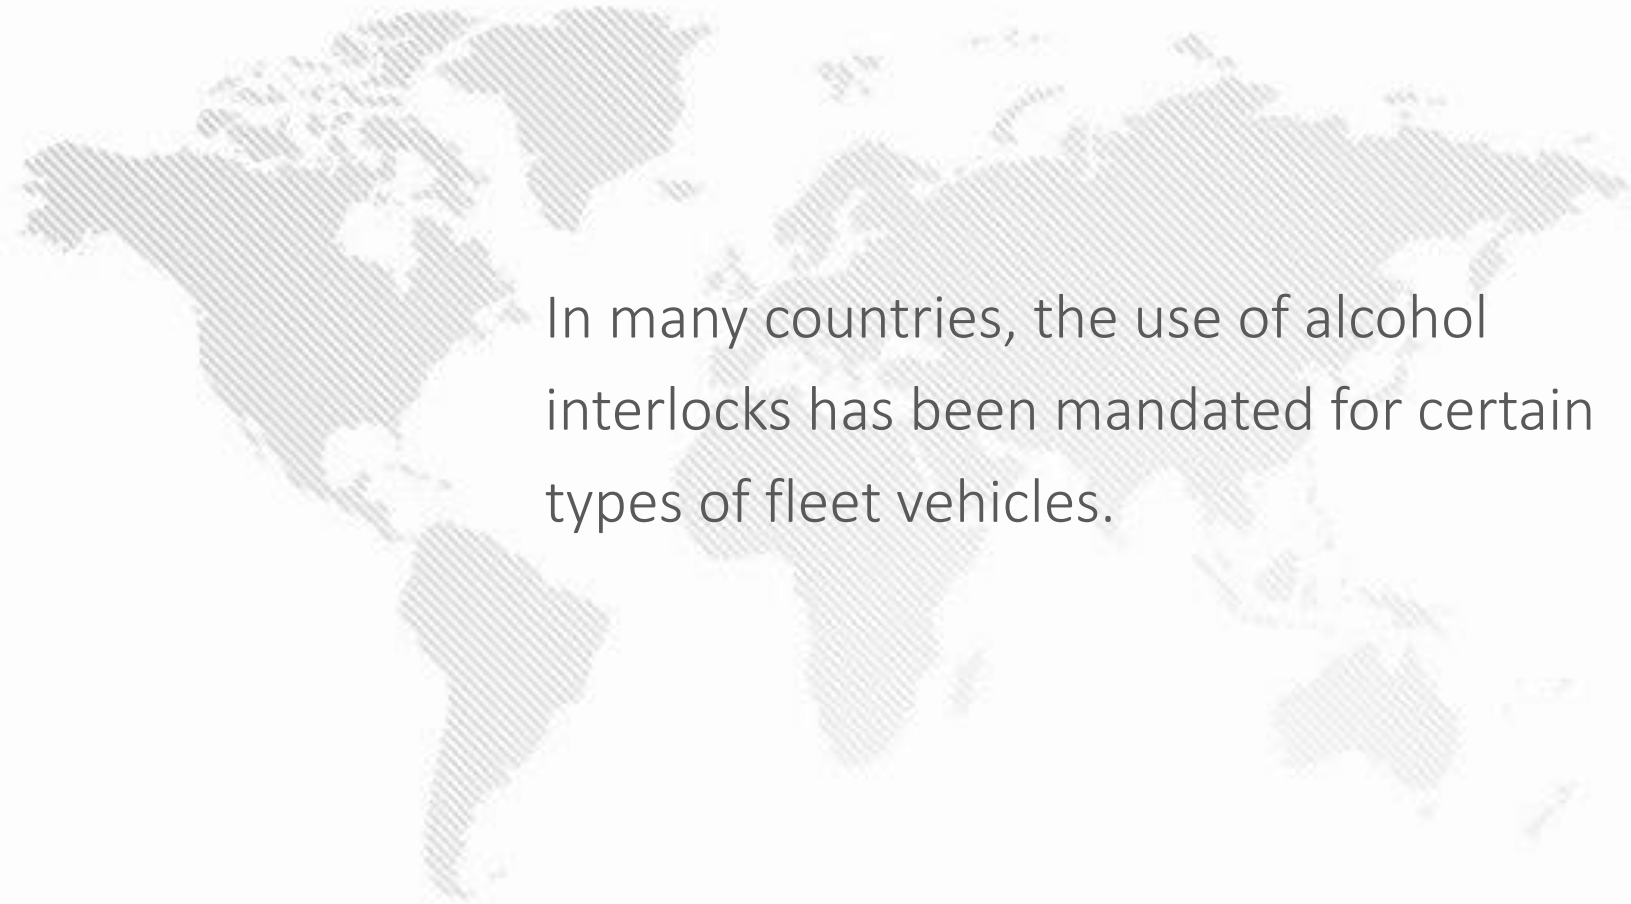 In many countries, the use of alcohol
interlocks has been mandated for certain
types of fleet vehicles.